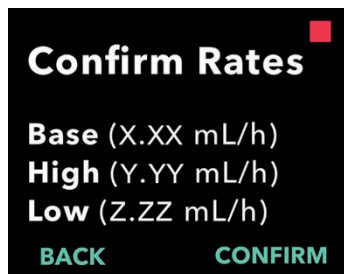 Confirm Rates
Base (X.XX mL/h)
High (Y.YY mL/h)
Low (Z.ZZ mL/h)
BACK CONFIRM